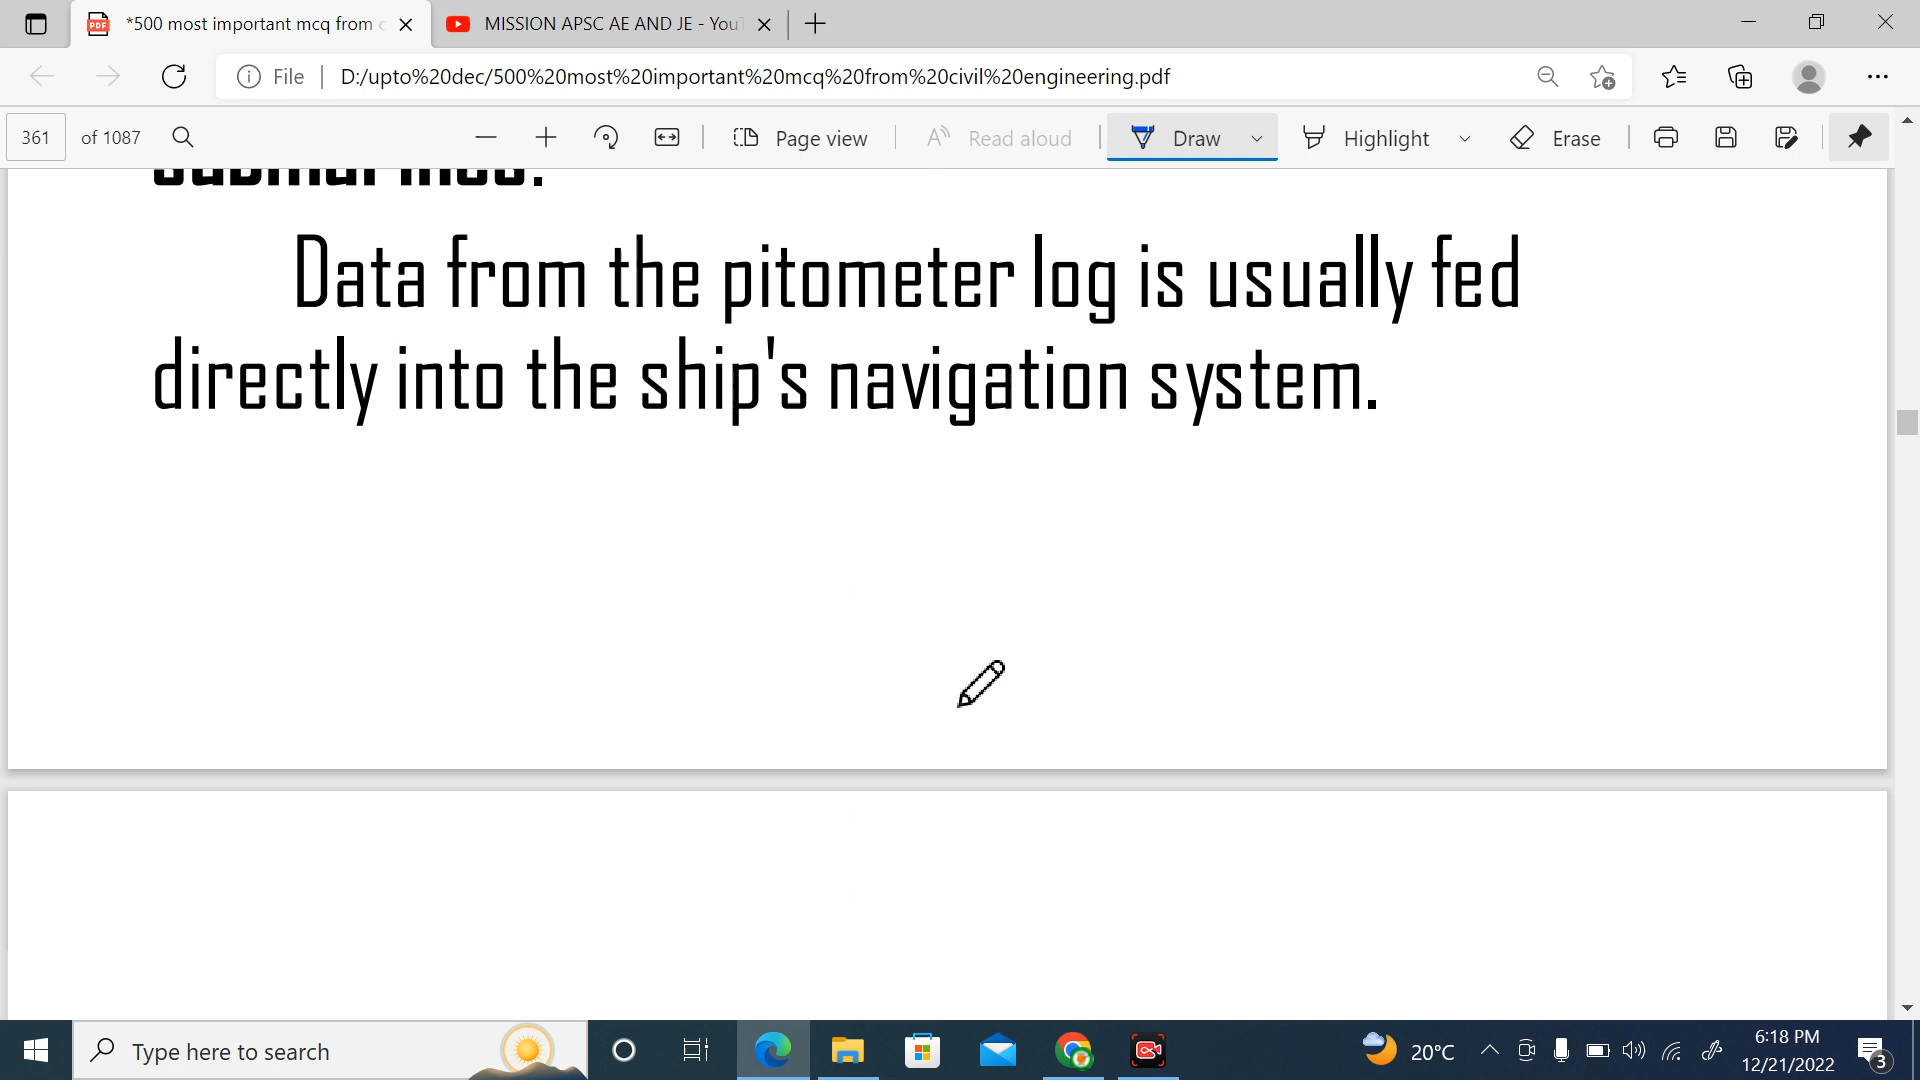 *500 most important mcq from c
MISSION APSC AE AND JE - YouT
File
D:/upto%20dec/500%20most%20important%20mcq%20from%20civil%20engineering.pdf
361 of 1087
Page view
Read aloud
Draw
Highlight
Erase
submarines.
Data from the pitometer log is usually fed
directly into the ship's navigation system.
Type here to search
20°C
6:18 PM
12/21/2022
3